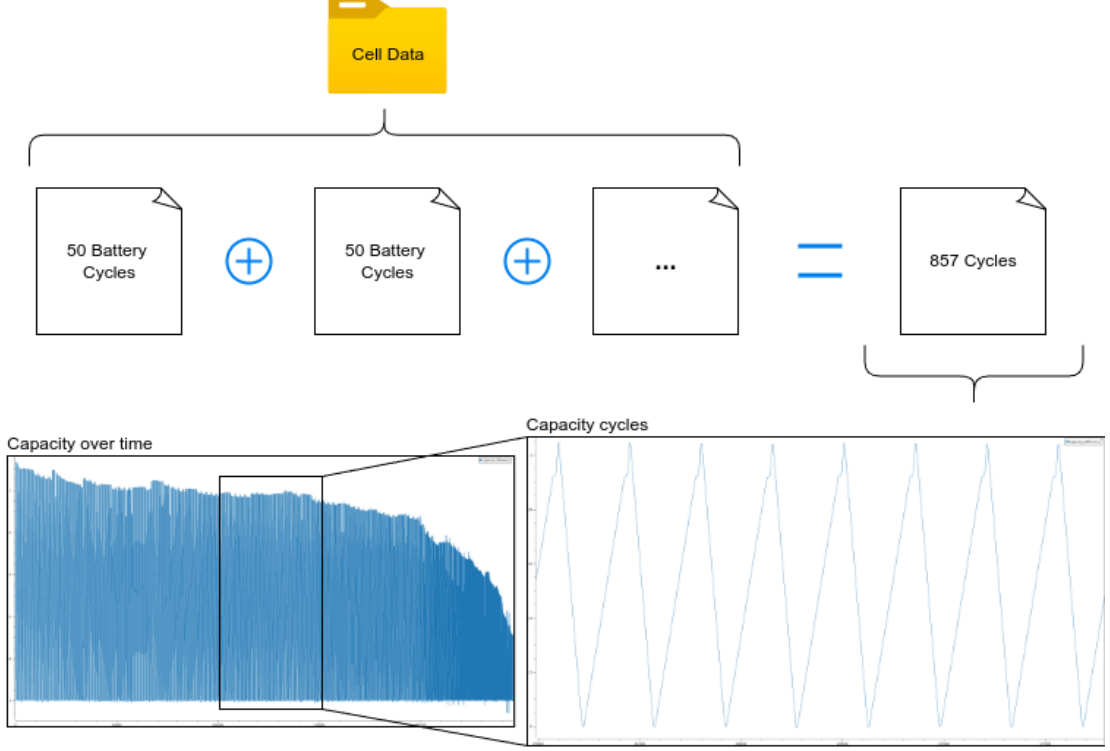 Cell Data
50 Battery
Cycles
50 Battery
Cycles
...
857 Cycles
Capacity over time
Capacity cycles